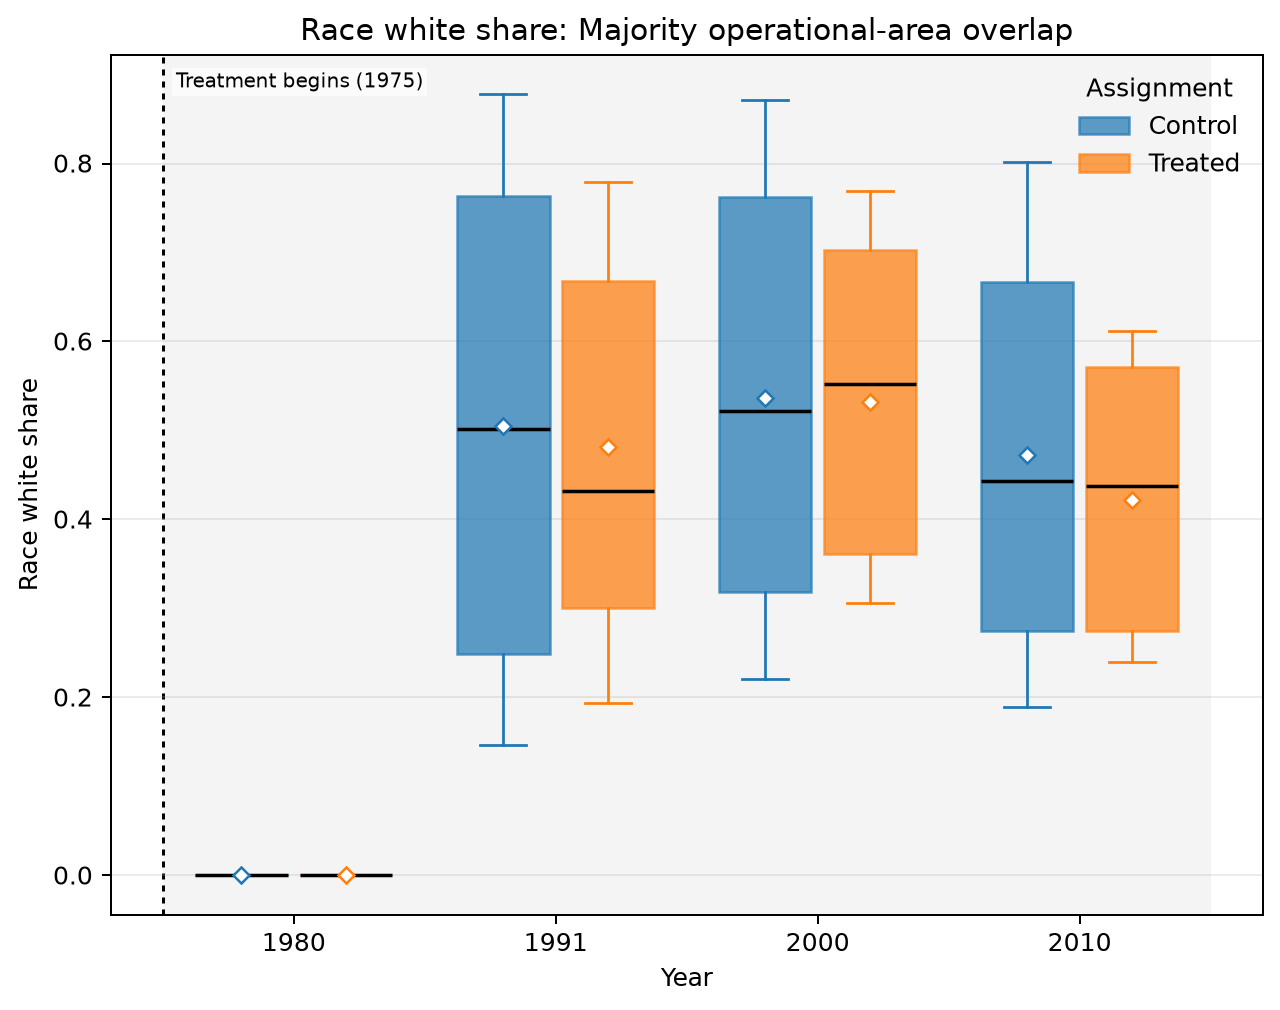 Race white share: Majority operational-area overlap
Treatment begins (1975)
Assignment
Control
Treated
0.8
0.6
0.4
0.2
0.0
Race white share
1980
1991
2000
2010
Year